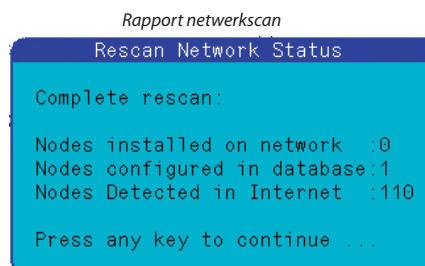 Rapport netwerkscan
Rescan Network Status
Complete rescan:
Nodes installed on network :0
Nodes configured in database:1
Nodes Detected in Internet :110
Press any key to continue ...